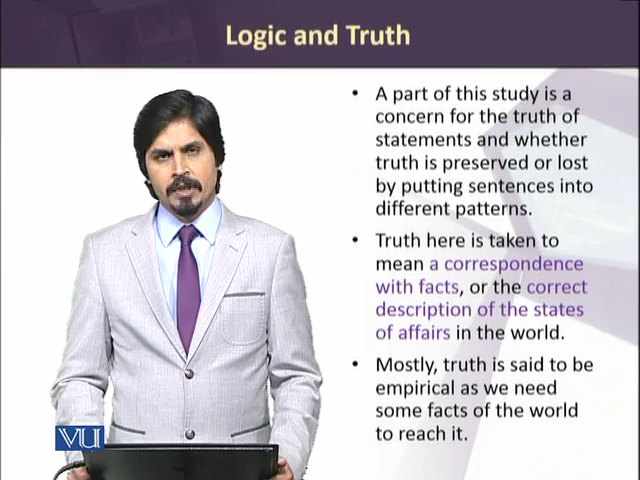 Logic and Truth
• A part of this study is a
concern for the truth of
statements and whether
truth is preserved or lost
by putting sentences into
different patterns.
• Truth here is taken to
mean a correspondence
with facts, or the correct
description of the states
of affairs in the world.
• Mostly, truth is said to be
empirical as we need
some facts of the world
to reach it.
VU